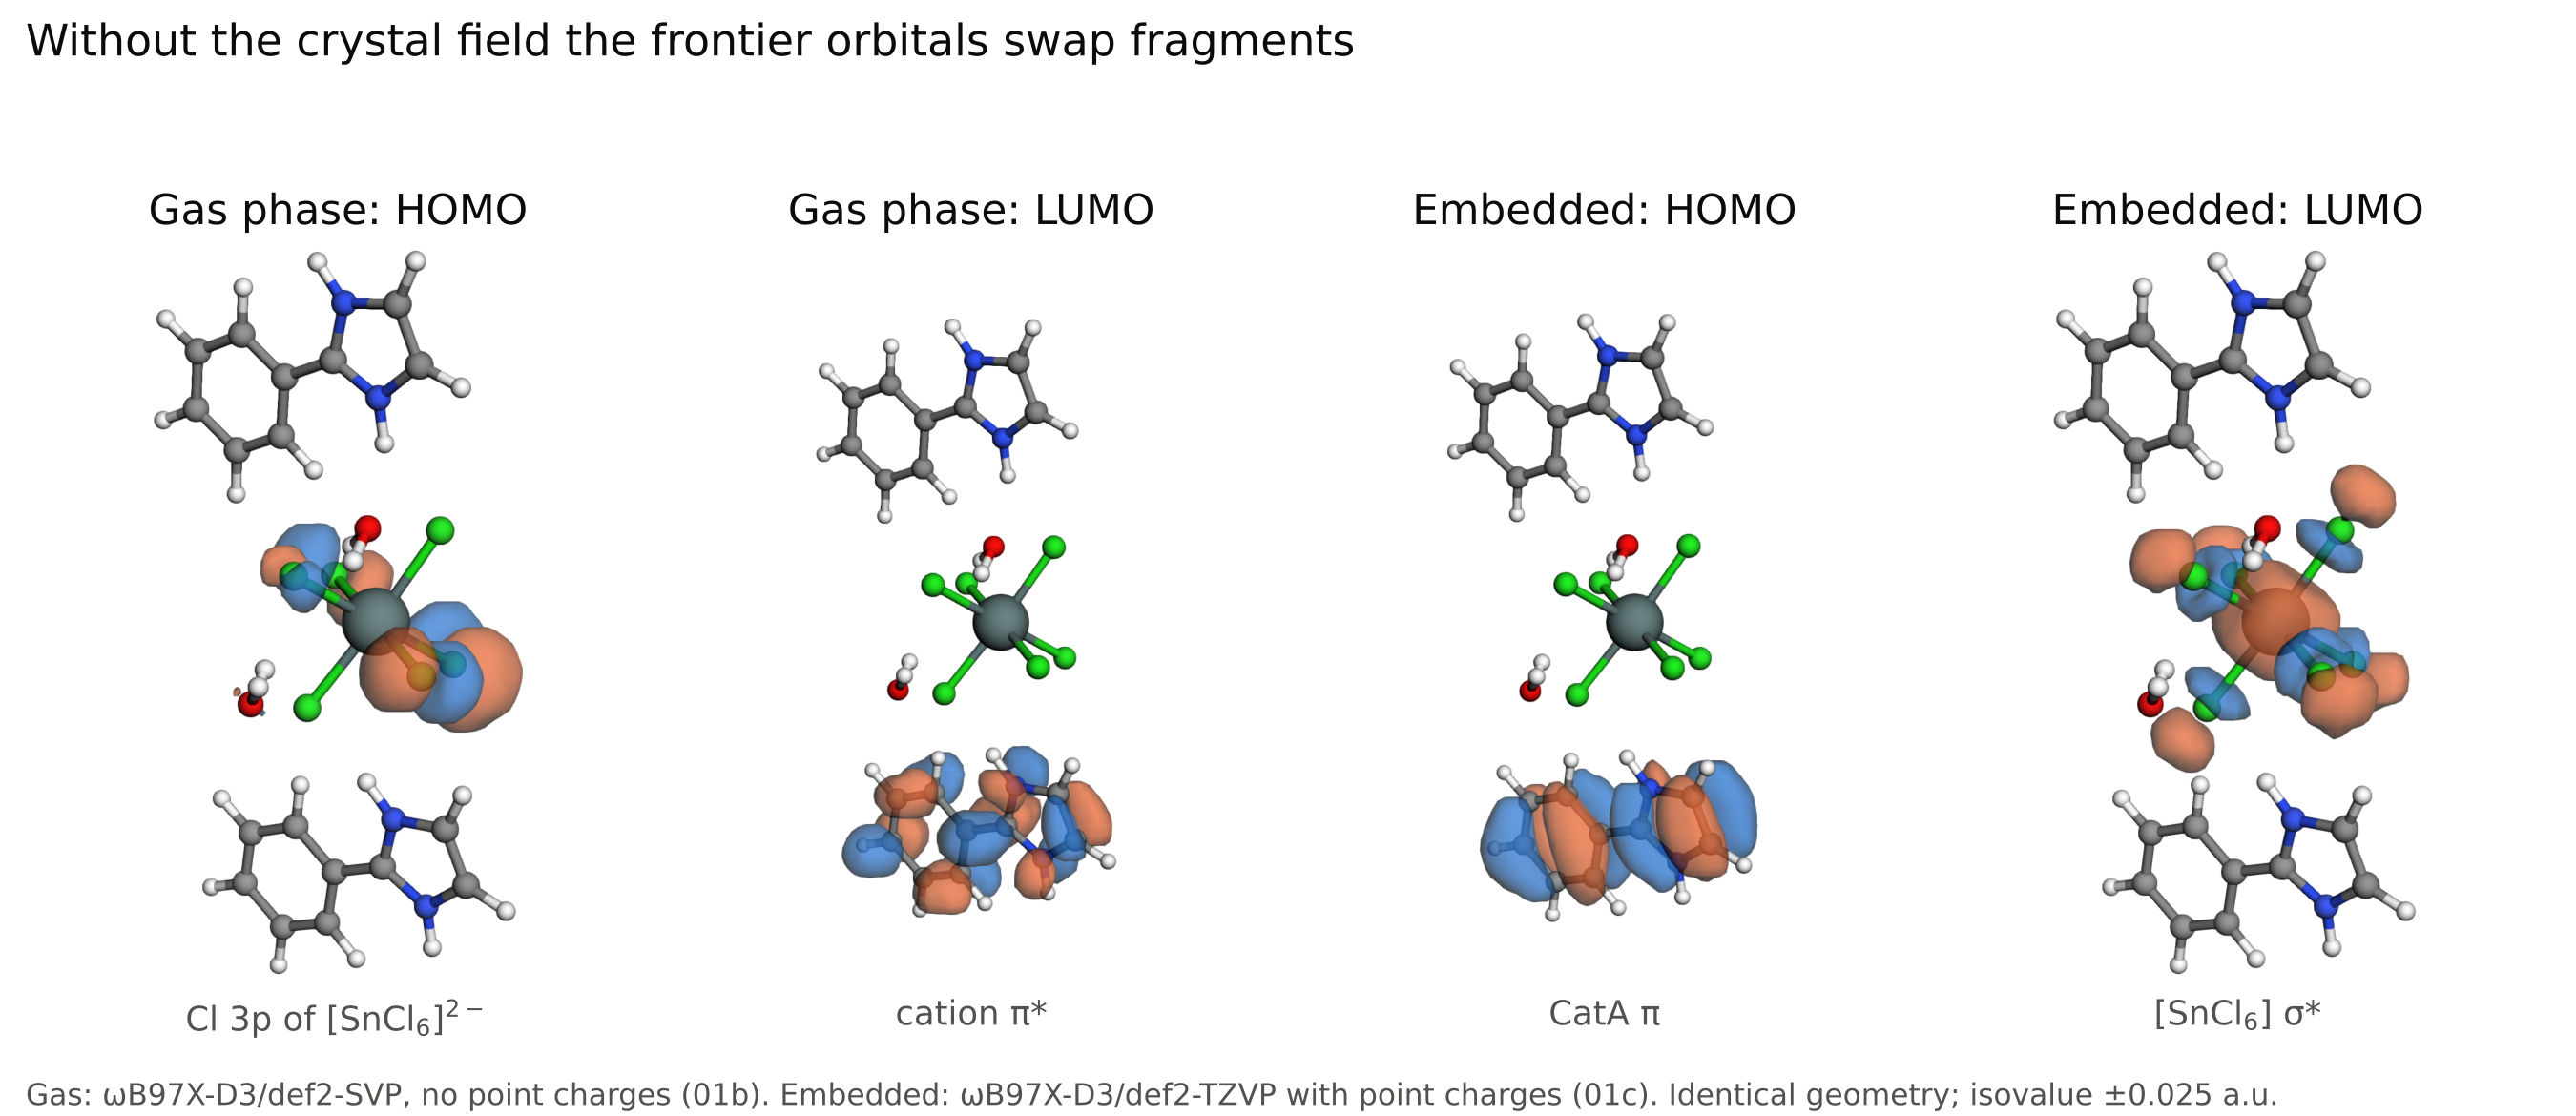 Without the crystal field the frontier orbitals swap fragments
Gas phase: HOMO
Gas phase: LUMO
Embedded: HOMO
Embedded: LUMO
Cl 3p of [SnCl₆]²⁻
cation π*
CatA π
[SnCl₆] σ*
Gas: ωB97X-D3/def2-SVP, no point charges (01b). Embedded: ωB97X-D3/def2-TZVP with point charges (01c). Identical geometry; isovalue ±0.025 a.u.